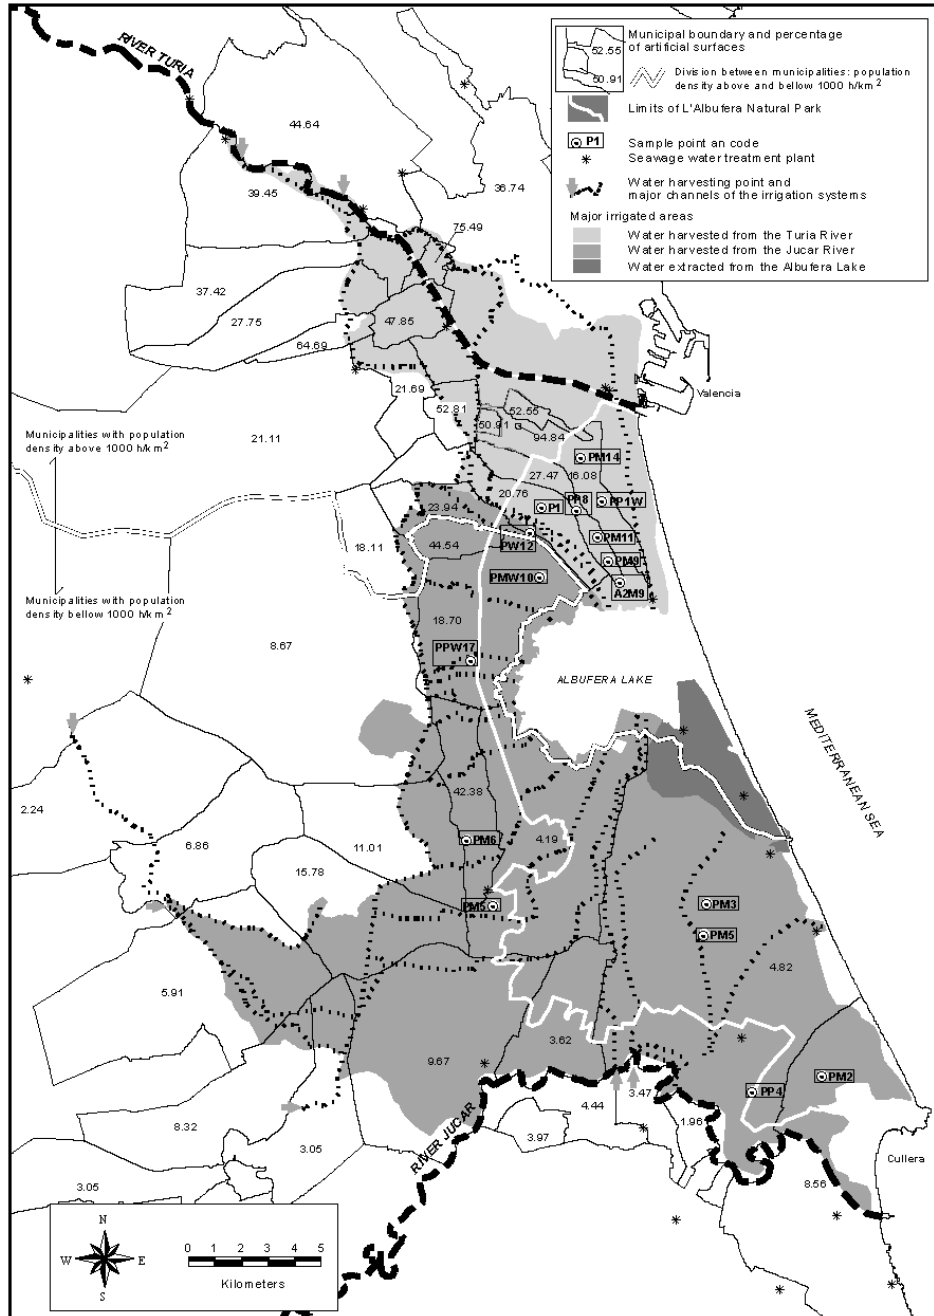 RIVER TURIA
Municipal boundary and percentage
of artificial surfaces
52.55
50.91
Division between municipalities: population
density above and bellow 1000 h/km2
Limits of L'Albufera Natural Park
P1
Sample point an code
Seawage water treatment plant
Water harvesting point and
major channels of the irrigation systems
Major irrigated areas
Water harvested from the Turia River
Water harvested from the Jucar River
Water extracted from the Albufera Lake
44.64
39.45
36.74
75.49
37.42
27.75
47.85
64.69
21.69
Valencia
52.81
52.55
50.91
94.84
Municipalities with population
density above 1000 h/km2
21.11
PM14
27.47
16.08
20.76
PP8
PP1W
P1
23.94
PW12
PM11
44.54
18.11
PM9
PMW10
A2M9
Municipalities with population
density bellow 1000 h/km2
18.70
8.67
PPW17
ALBUFERA LAKE
MEDITERRANEAN SEA
42.38
2.24
6.86
11.01
PM6
4.19
15.78
PM5
PM3
PM5
4.82
5.91
9.67
3.62
PM2
PP4
3.47
4.44
1.96
8.32
3.97
3.05
RIVER JUCAR
Cullera
3.05
8.56
N
W
E
S
0 1 2 3 4 5
Kilometers